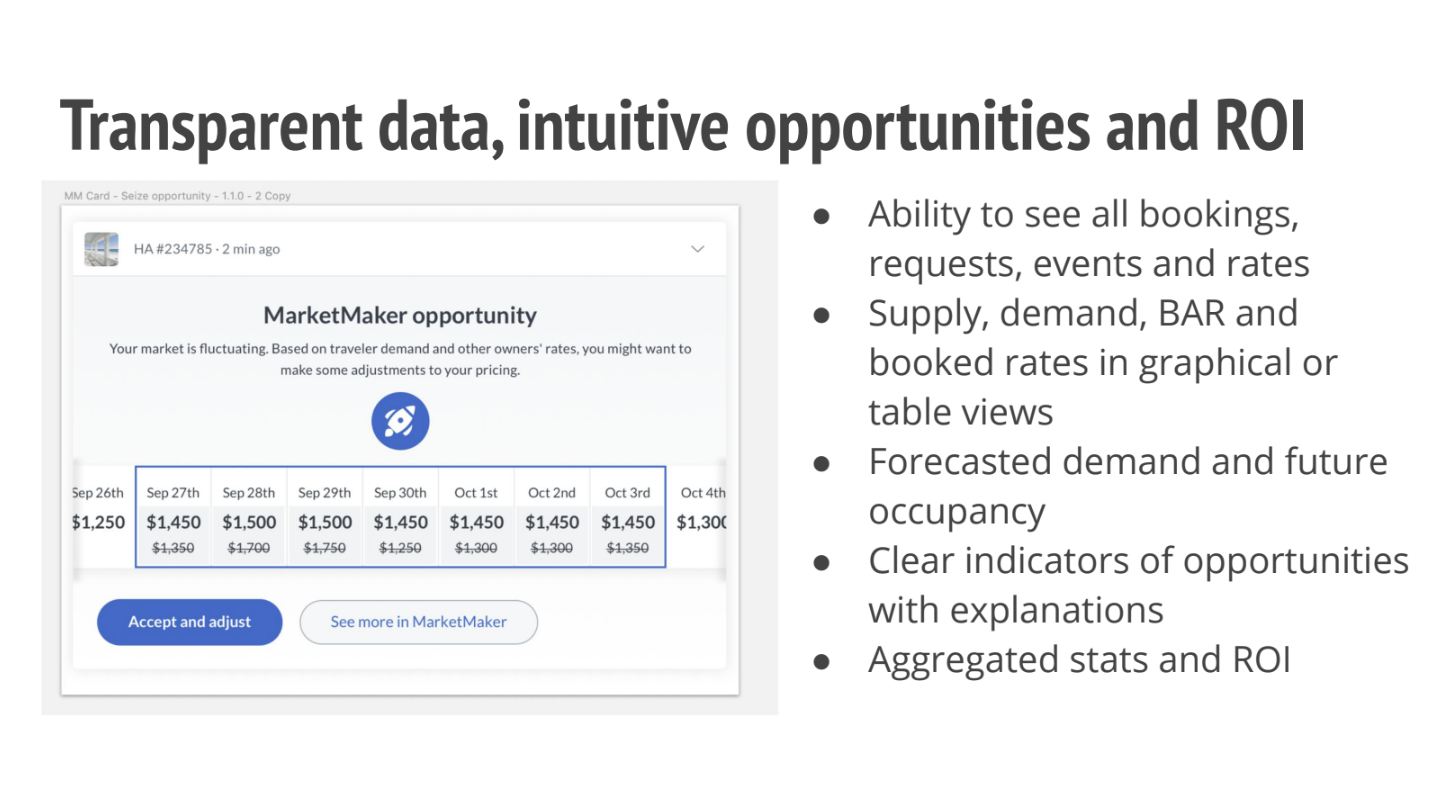 Transparent data, intuitive opportunities and ROI
MM Card - Seize opportunity - 1.1.0 - 2 Copy
HA #234785 · 2 min ago
MarketMaker opportunity
Your market is fluctuating. Based on traveler demand and other owners' rates, you might want to
make some adjustments to your pricing.
Sep 26th Sep 27th Sep 28th Sep 29th Sep 30th Oct 1st Oct 2nd Oct 3rd Oct 4th
$1,250 $1,450 $1,500 $1,500 $1,450 $1,450 $1,450 $1,450 $1,300
$1,350 $1,700 $1,750 $1,250 $1,300 $1,300 $1,350
Accept and adjust See more in MarketMaker
● Ability to see all bookings,
requests, events and rates
● Supply, demand, BAR and
booked rates in graphical or
table views
● Forecasted demand and future
occupancy
● Clear indicators of opportunities
with explanations
● Aggregated stats and ROI